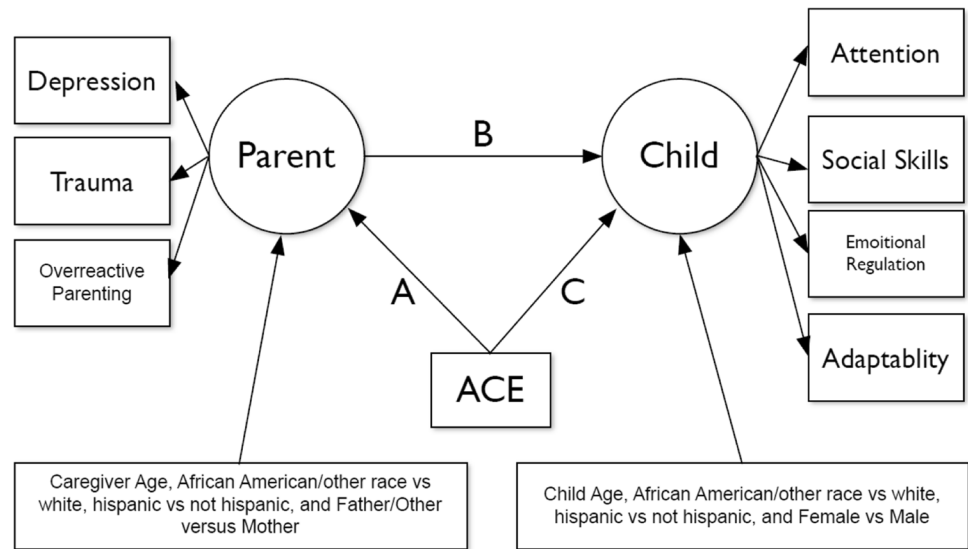 Depression
Trauma
Overreactive
Parenting
Parent
B
Child
Attention
Social Skills
Emoitional
Regulation
Adaptablity
A
C
ACE
Caregiver Age, African American/other race vs
white, hispanic vs not hispanic, and Father/Other
versus Mother
Child Age, African American/other race vs white,
hispanic vs not hispanic, and Female vs Male